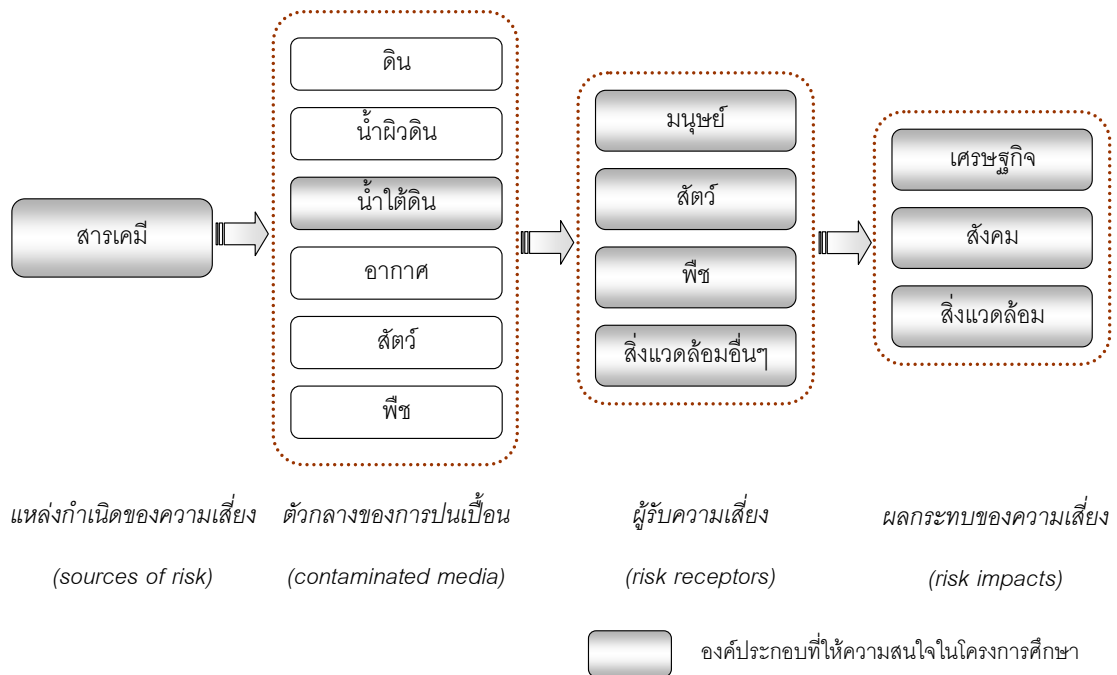 สารเคมี
ดิน
น้ำผิวดิน
น้ำใต้ดิน
อากาศ
สัตว์
พืช
มนุษย์
สัตว์
พืช
สิ่งแวดล้อมอื่นๆ
เศรษฐกิจ
สังคม
สิ่งแวดล้อม
แหล่งกำเนิดของความเสี่ยง
(sources of risk)
ตัวกลางของการปนเปื้อน
(contaminated media)
ผู้รับความเสี่ยง
(risk receptors)
ผลกระทบของความเสี่ยง
(risk impacts)
องค์ประกอบที่ให้ความสนใจในโครงการศึกษา